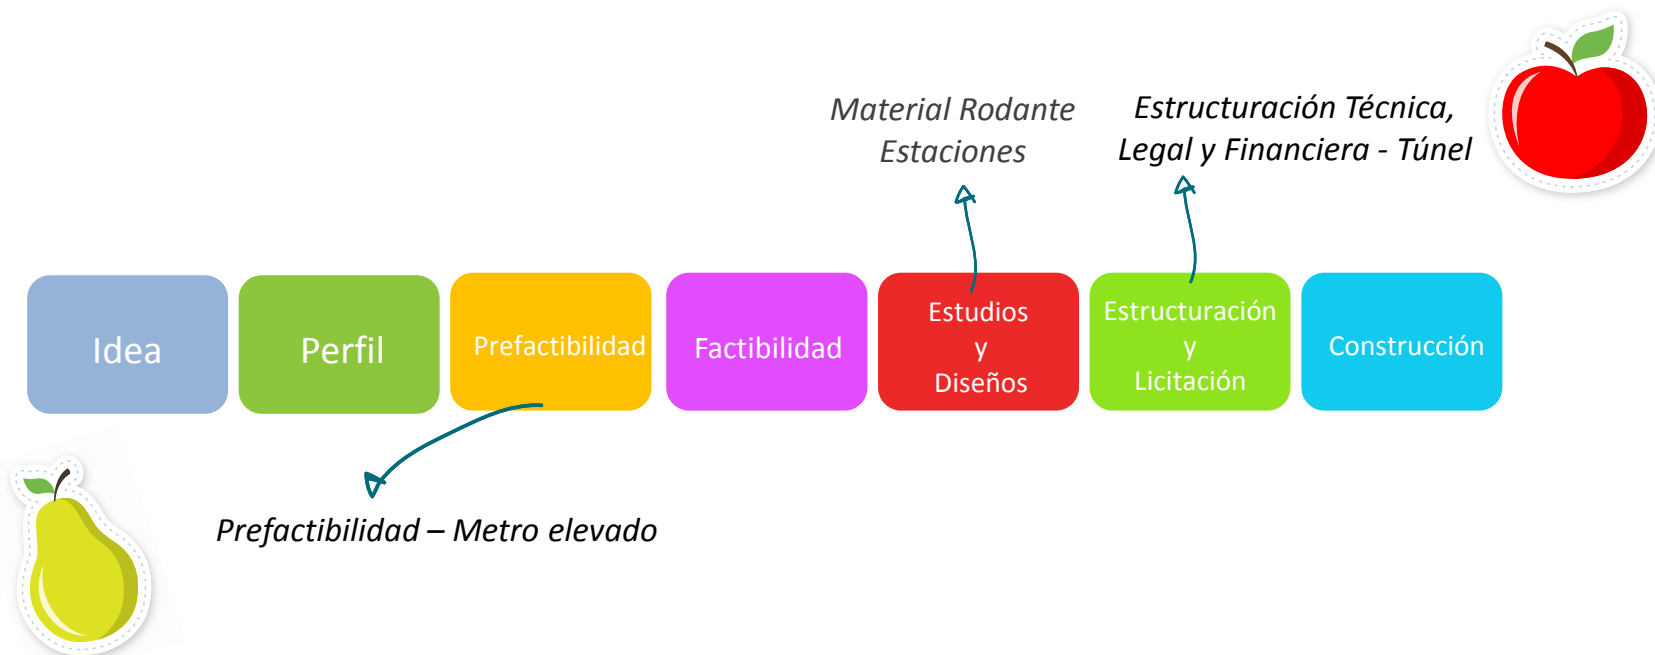 Material Rodante
Estaciones
Estructuración Técnica,
Legal y Financiera - Túnel
Idea
Perfil
Prefactibilidad
Factibilidad
Estudios
y
Diseños
Estructuración
y
Licitación
Construcción
Prefactibilidad – Metro elevado